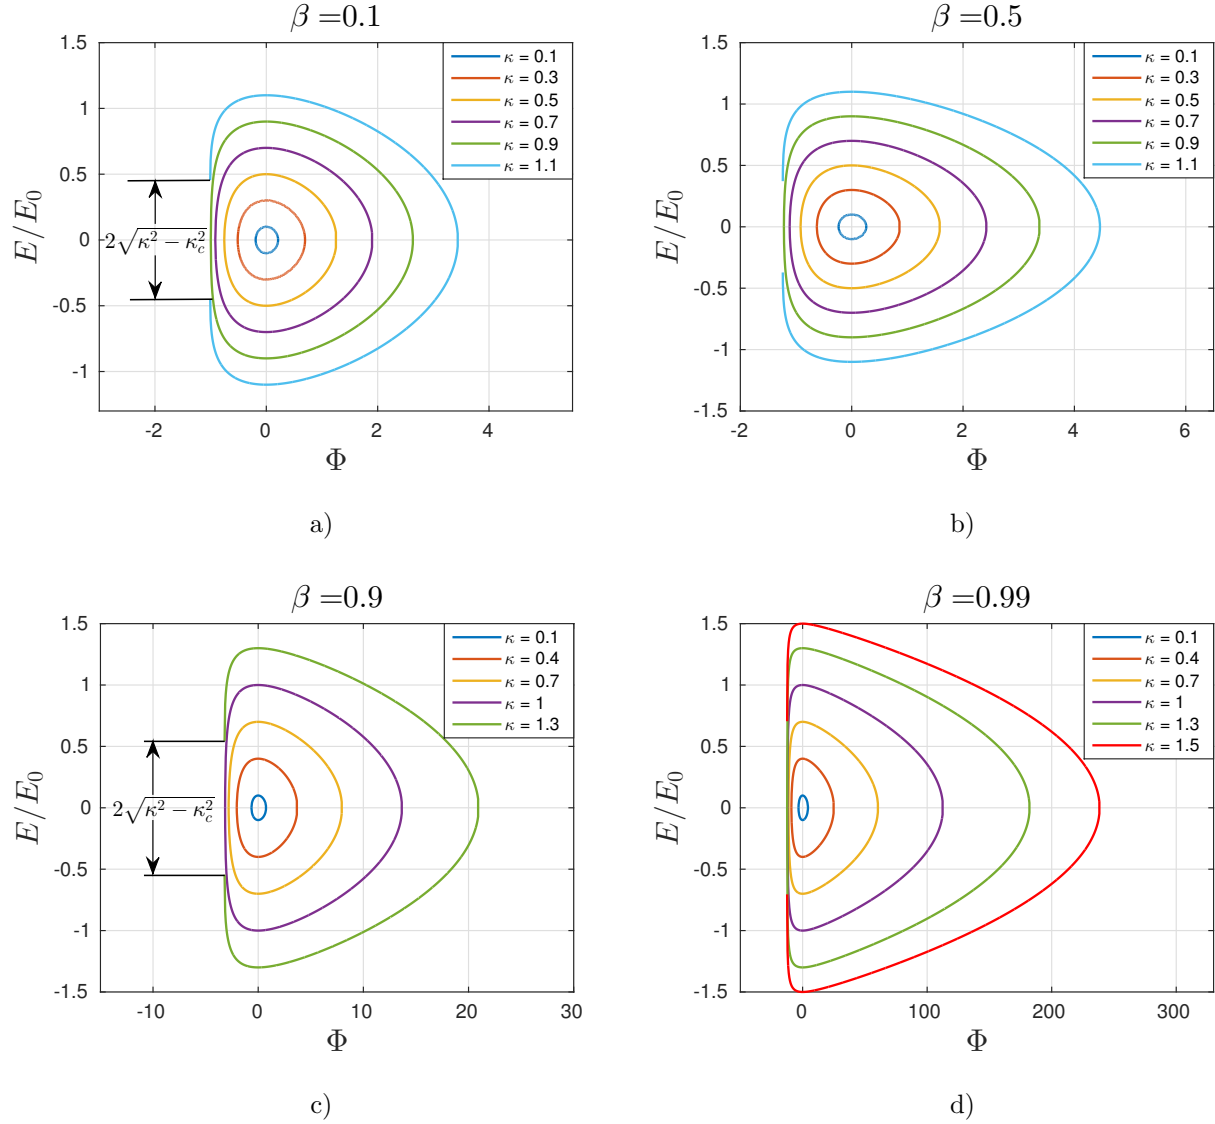 β =0.1
1.5
1
0.5
0
-0.5
-1
-2
0
2
4
E/E₀
Φ
κ = 0.1
κ = 0.3
κ = 0.5
κ = 0.7
κ = 0.9
κ = 1.1
2√(κ² − κ_c²)
a)
β =0.5
1.5
1
0.5
0
-0.5
-1
-1.5
-2
0
2
4
6
E/E₀
Φ
κ = 0.1
κ = 0.3
κ = 0.5
κ = 0.7
κ = 0.9
κ = 1.1
b)
β =0.9
1.5
1
0.5
0
-0.5
-1
-1.5
-10
0
10
20
30
E/E₀
Φ
κ = 0.1
κ = 0.4
κ = 0.7
κ = 1
κ = 1.3
2√(κ² − κ_c²)
c)
β =0.99
1.5
1
0.5
0
-0.5
-1
-1.5
0
100
200
300
E/E₀
Φ
κ = 0.1
κ = 0.4
κ = 0.7
κ = 1
κ = 1.3
κ = 1.5
d)